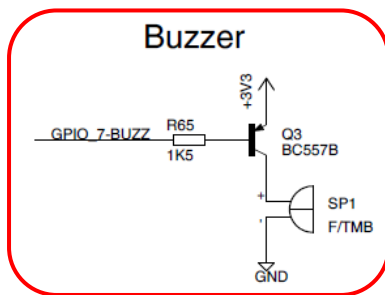 Buzzer
+3V3
GPIO_7-BUZZ
R65
1K5
Q3
BC557B
+
SP1
-
F/TMB
GND